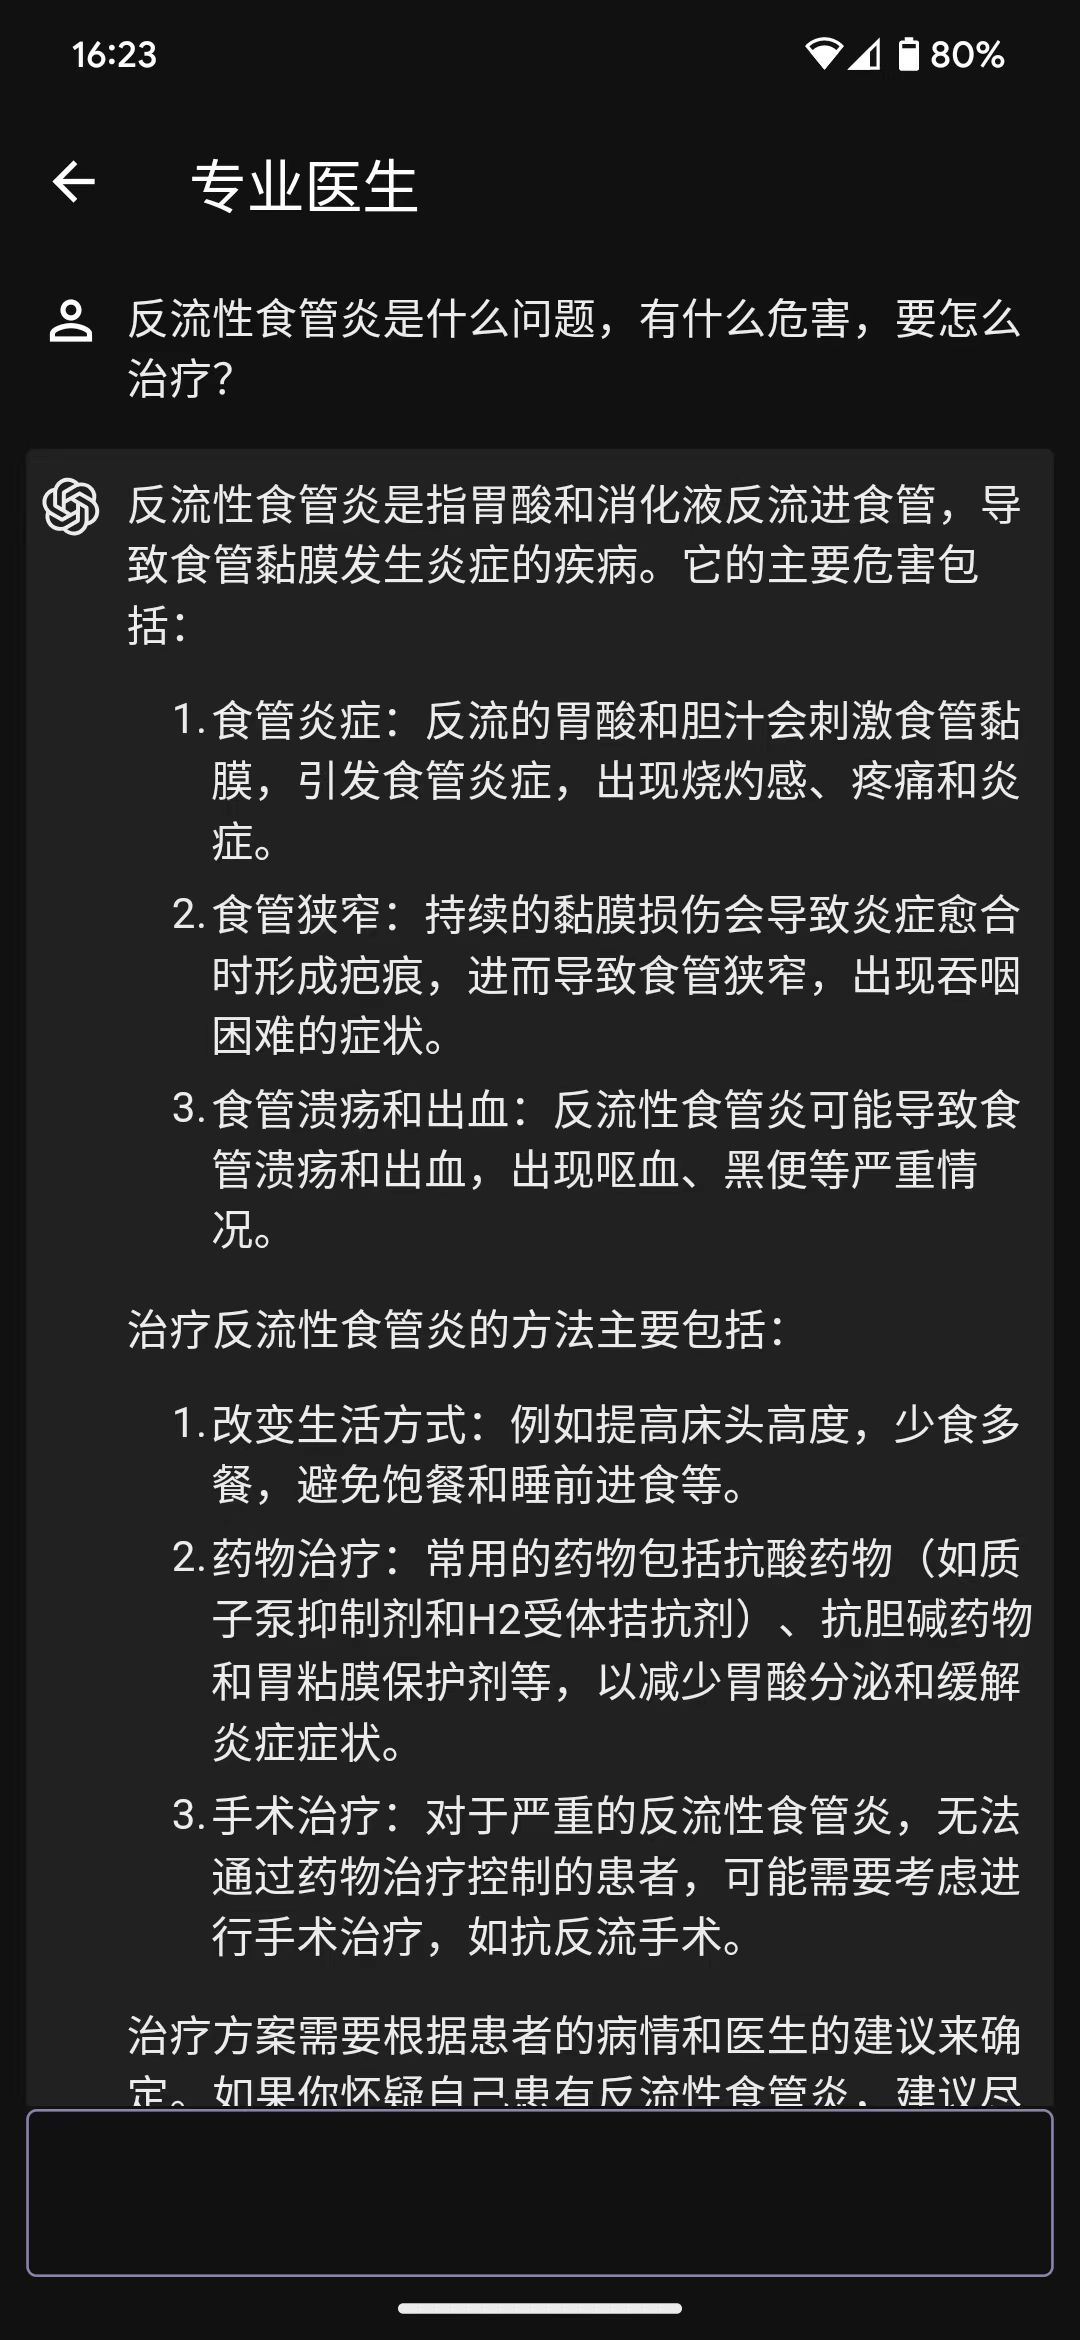 16:23
80%
专业医生
反流性食管炎是什么问题，有什么危害，要怎么
治疗？
反流性食管炎是指胃酸和消化液反流进食管，导
致食管黏膜发生炎症的疾病。它的主要危害包
括：
1. 食管炎症：反流的胃酸和胆汁会刺激食管黏
膜，引发食管炎症，出现烧灼感、疼痛和炎
症。
2. 食管狭窄：持续的黏膜损伤会导致炎症愈合
时形成疤痕，进而导致食管狭窄，出现吞咽
困难的症状。
3. 食管溃疡和出血：反流性食管炎可能导致食
管溃疡和出血，出现呕血、黑便等严重情
况。
治疗反流性食管炎的方法主要包括：
1. 改变生活方式：例如提高床头高度，少食多
餐，避免饱餐和睡前进食等。
2. 药物治疗：常用的药物包括抗酸药物（如质
子泵抑制剂和H2受体拮抗剂）、抗胆碱药物
和胃粘膜保护剂等，以减少胃酸分泌和缓解
炎症症状。
3. 手术治疗：对于严重的反流性食管炎，无法
通过药物治疗控制的患者，可能需要考虑进
行手术治疗，如抗反流手术。
治疗方案需要根据患者的病情和医生的建议来确
定。如果你怀疑自己患有反流性食管炎，建议尽